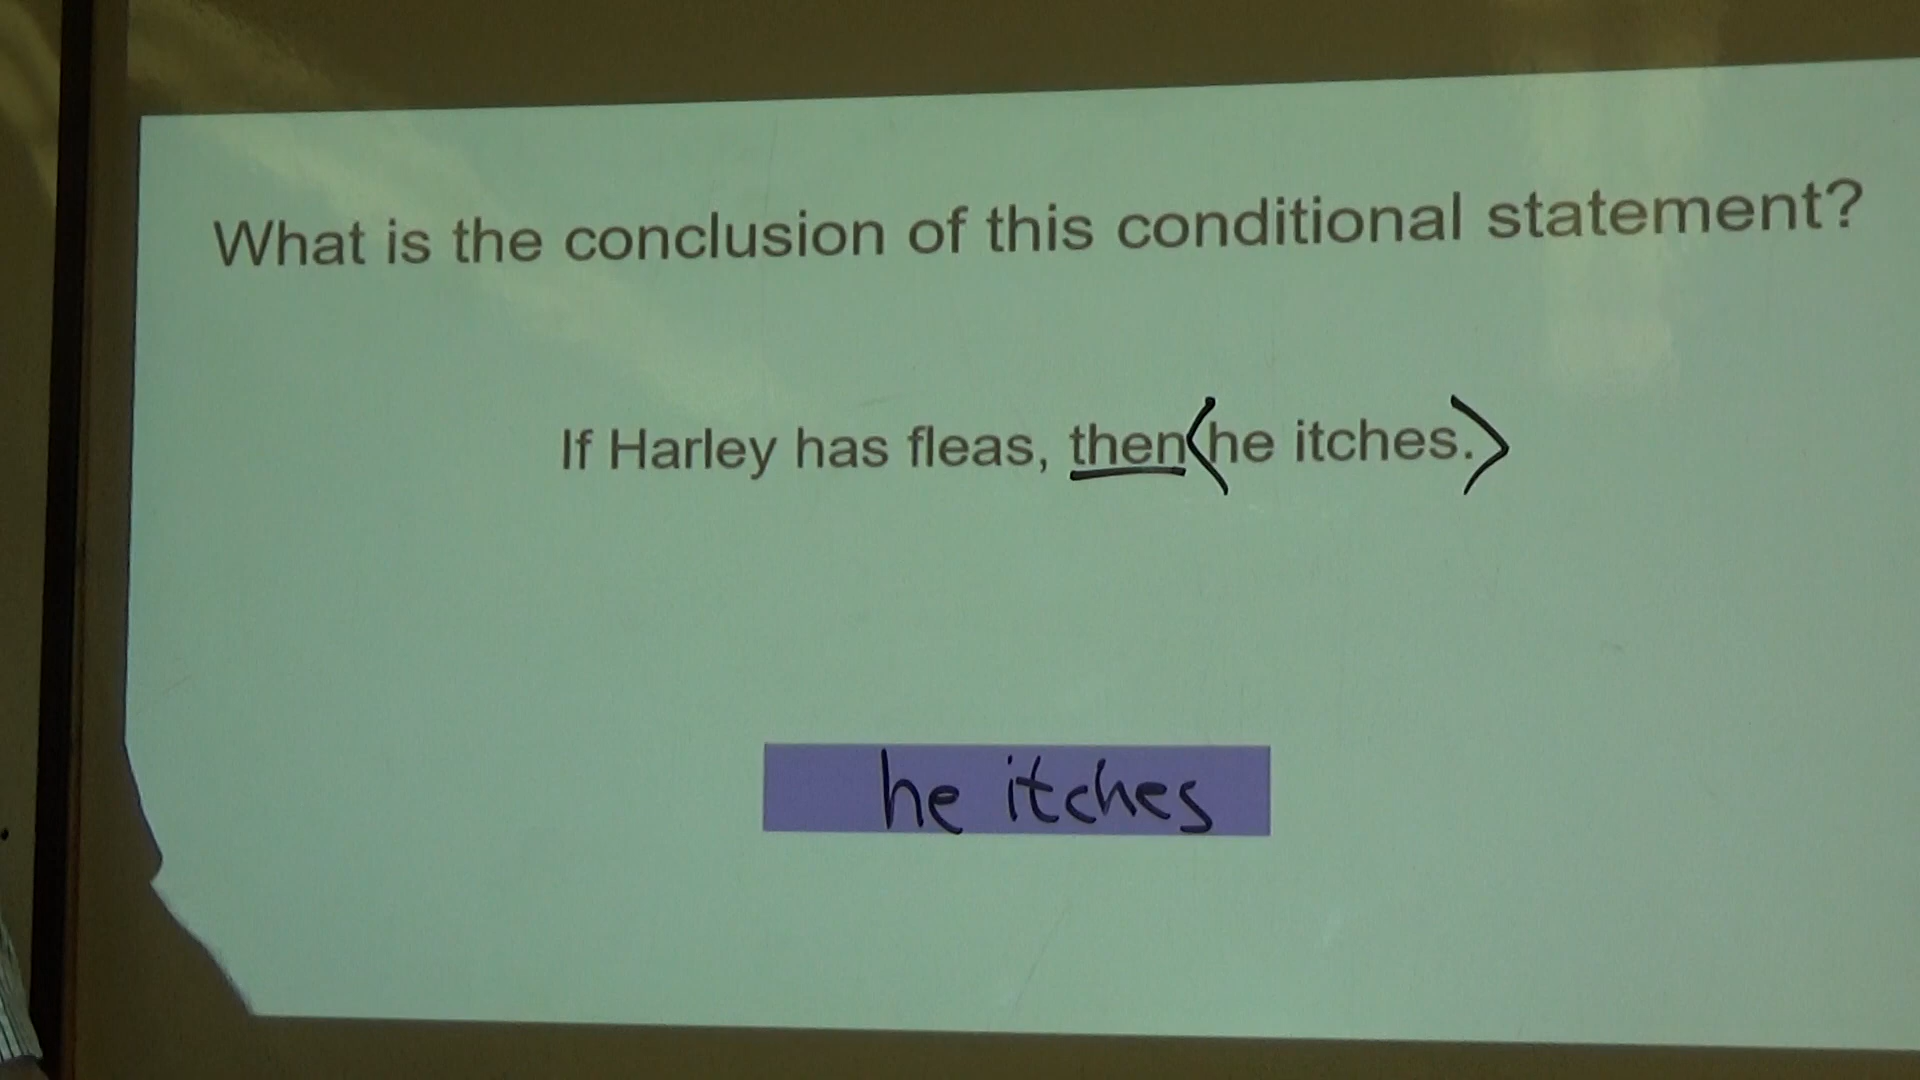 What is the conclusion of this conditional statement?
If Harley has fleas, then he itches.
he itches